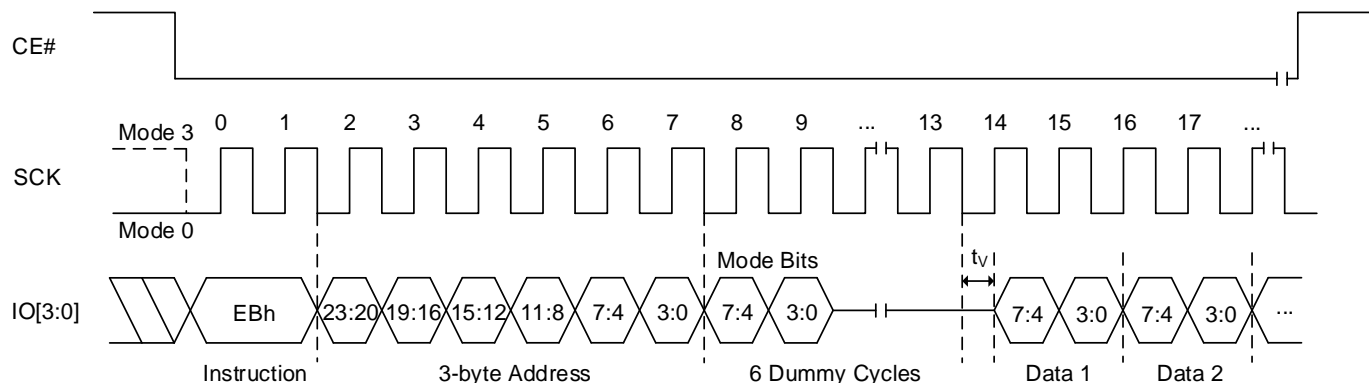 CE#
0 1 2 3 4 5 6 7 8 9 ... 13 14 15 16 17 ...
Mode 3
SCK
Mode 0
Mode Bits
tV
IO[3:0]
EBh 23:20 19:16 15:12 11:8 7:4 3:0 7:4 3:0 7:4 3:0 7:4 3:0 ...
Instruction 3-byte Address 6 Dummy Cycles Data 1 Data 2